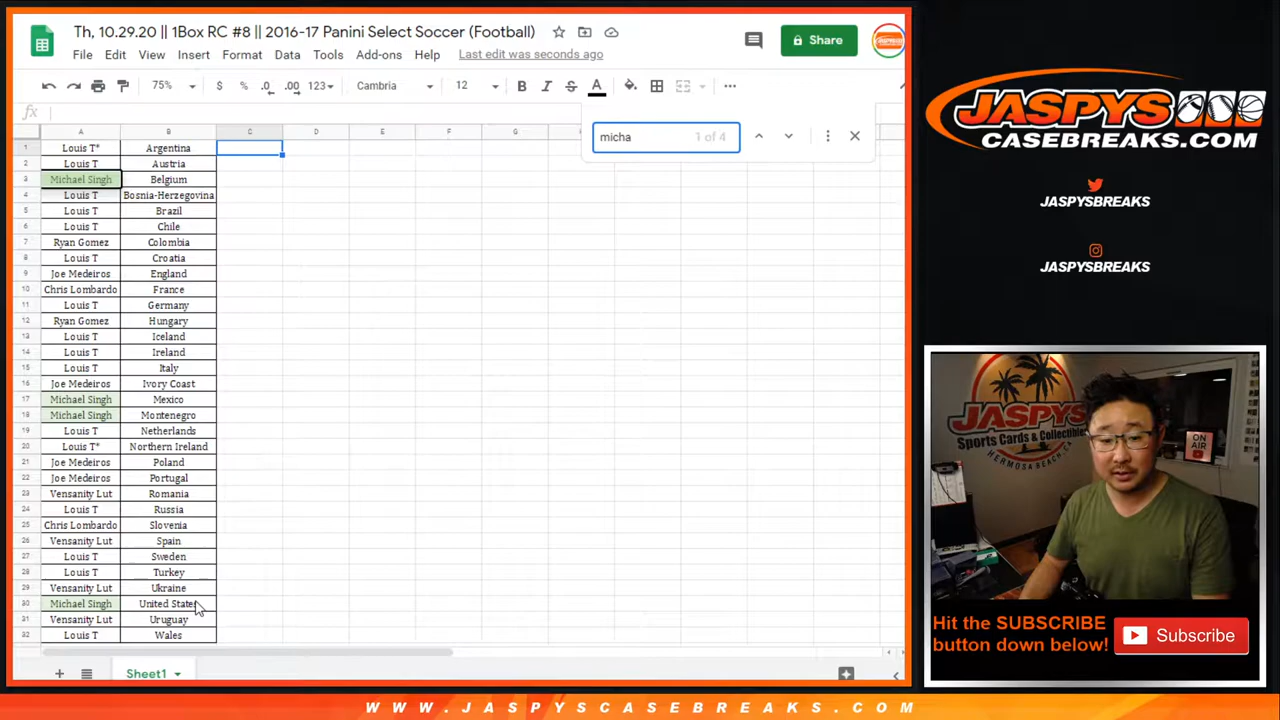 Th, 10.29.20 || 1Box RC #8 || 2016-17 Panini Select Soccer (Football)
File Edit View Insert Format Data Tools Add-ons Help Last edit was seconds ago
Share
75% $ % .0 .00 123 Cambria 12 B I S A
fx
micha 1 of 4
A B C D E F G
1 Louis T* Argentina
2 Louis T Austria
3 Michael Singh Belgium
4 Louis T Bosnia-Herzegovina
5 Louis T Brazil
6 Louis T Chile
7 Ryan Gomez Colombia
8 Louis T Croatia
9 Joe Medeiros England
10 Chris Lombardo France
11 Louis T Germany
12 Ryan Gomez Hungary
13 Louis T Iceland
14 Louis T Ireland
15 Louis T Italy
16 Joe Medeiros Ivory Coast
17 Michael Singh Mexico
18 Michael Singh Montenegro
19 Louis T Netherlands
20 Louis T* Northern Ireland
21 Joe Medeiros Poland
22 Joe Medeiros Portugal
23 Vensanity Lut Romania
24 Louis T Russia
25 Chris Lombardo Slovenia
26 Vensanity Lut Spain
27 Louis T Sweden
28 Louis T Turkey
29 Vensanity Lut Ukraine
30 Michael Singh United States
31 Vensanity Lut Uruguay
32 Louis T Wales
Sheet1
JASPYS
CASEBREAKS.COM
JASPYSBREAKS
JASPYSBREAKS
JASPYS
Sports Cards & Collectibles
HERMOSA BEACH, CA
ON AIR
Hit the SUBSCRIBE
button down below!
Subscribe
WWW.JASPYSCASEBREAKS.COM